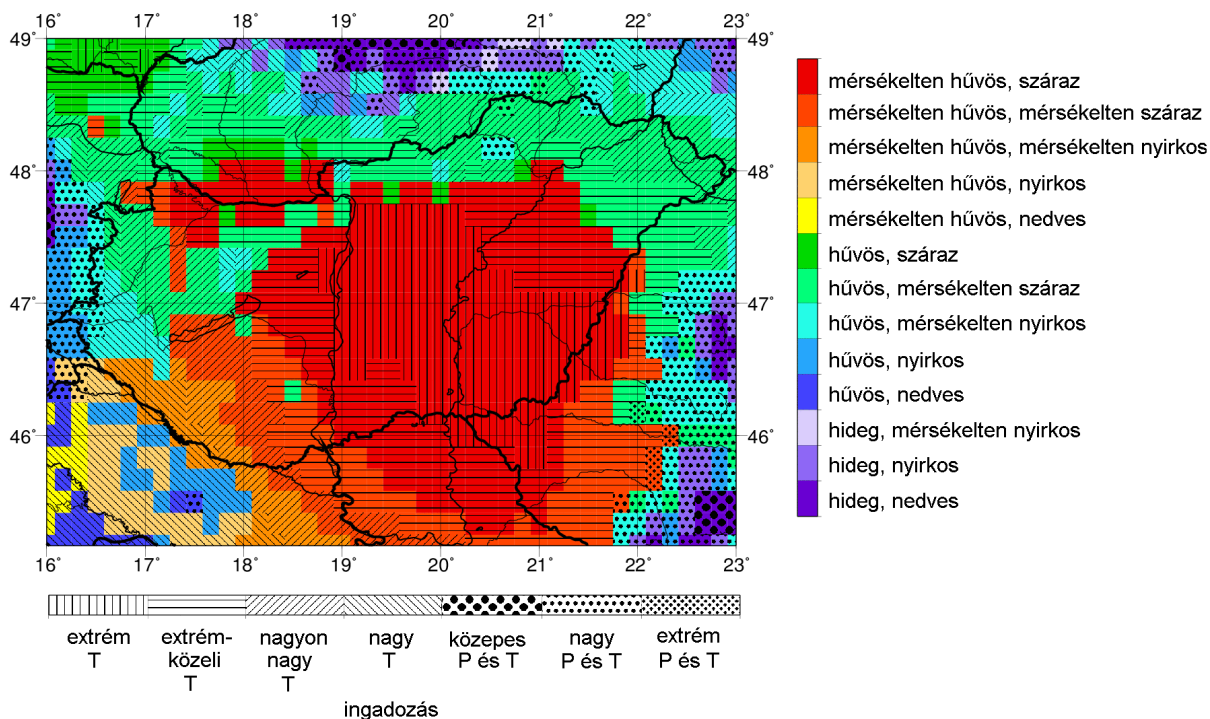 16˚ 17˚ 18˚ 19˚ 20˚ 21˚ 22˚ 23˚
49˚ 49˚
48˚ 48˚
47˚ 47˚
46˚ 46˚
16˚ 17˚ 18˚ 19˚ 20˚ 21˚ 22˚ 23˚
mérsékelten hűvös, száraz
mérsékelten hűvös, mérsékelten száraz
mérsékelten hűvös, mérsékelten nyirkos
mérsékelten hűvös, nyirkos
mérsékelten hűvös, nedves
hűvös, száraz
hűvös, mérsékelten száraz
hűvös, mérsékelten nyirkos
hűvös, nyirkos
hűvös, nedves
hideg, mérsékelten nyirkos
hideg, nyirkos
hideg, nedves
extrém
T
extrém-
közeli
T
nagyon
nagy
T
nagy
T
közepes
P és T
nagy
P és T
extrém
P és T
ingadozás